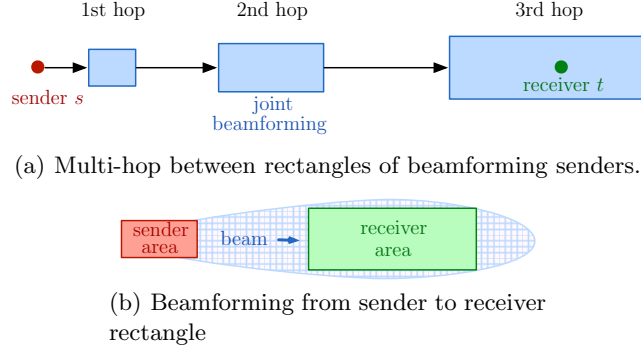 1st hop 2nd hop 3rd hop
sender s
joint
beamforming
receiver t
(a) Multi-hop between rectangles of beamforming senders.
sender
area
beam
receiver
area
(b) Beamforming from sender to receiver
rectangle